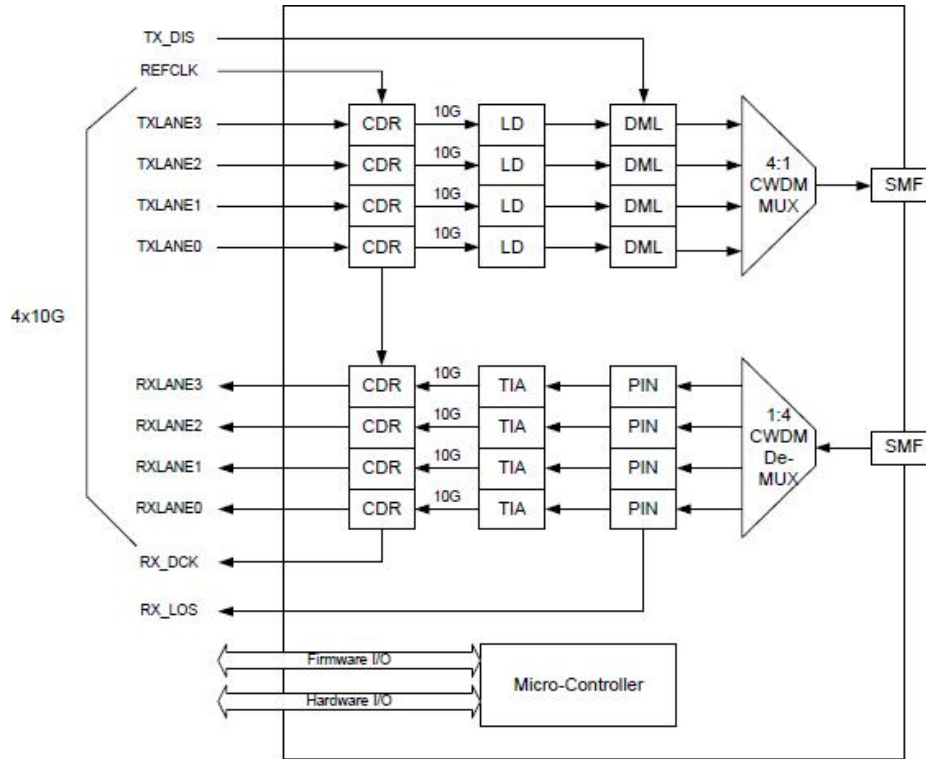 TX_DIS
REFCLK
TXLANE3
CDR
10G
LD
DML
TXLANE2
CDR
10G
LD
DML
TXLANE1
CDR
10G
LD
DML
TXLANE0
CDR
10G
LD
DML
4:1
CWDM
MUX
SMF
4x10G
RXLANE3
CDR
10G
TIA
PIN
RXLANE2
CDR
10G
TIA
PIN
RXLANE1
CDR
10G
TIA
PIN
RXLANE0
CDR
10G
TIA
PIN
1:4
CWDM
De-
MUX
SMF
RX_DCK
RX_LOS
Firmware I/O
Hardware I/O
Micro-Controller